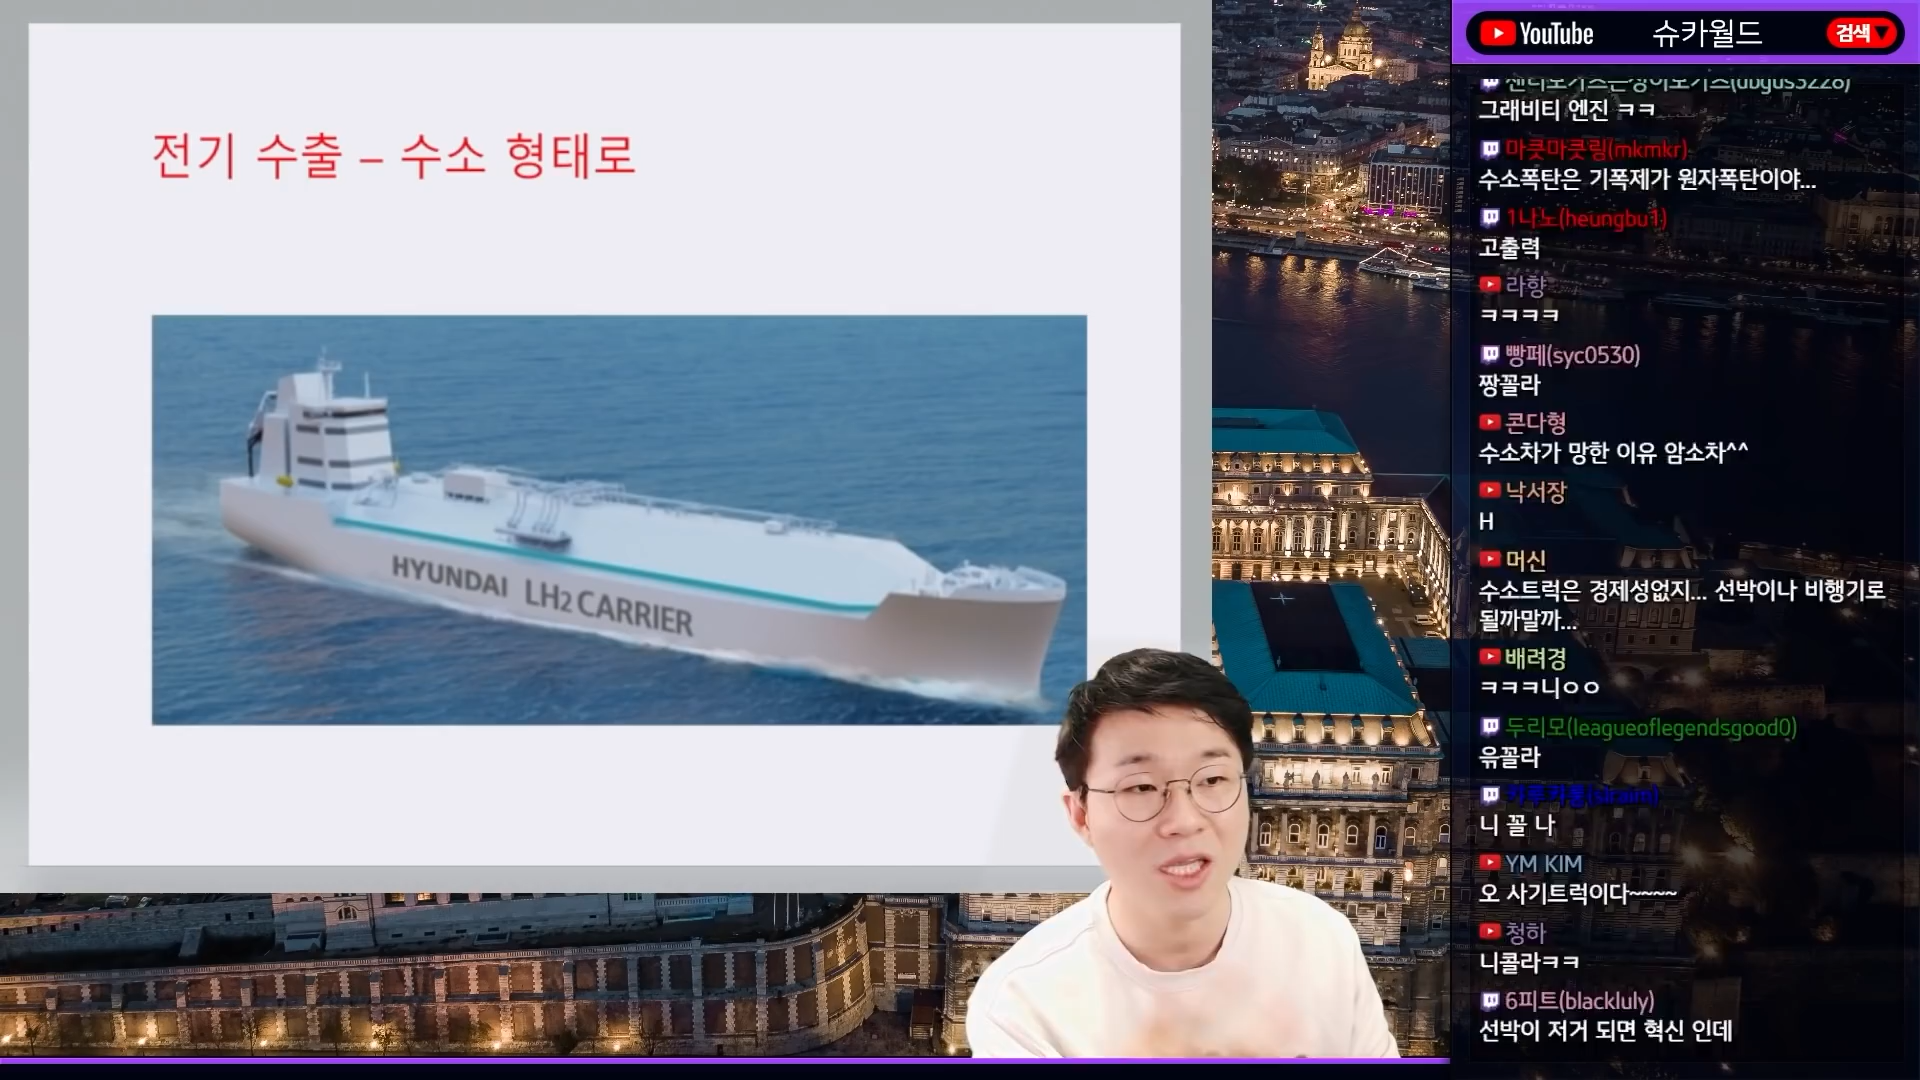 전기 수출 – 수소 형태로
HYUNDAI LH2 CARRIER
YouTube 슈카월드 검색▼
그래비티 엔진 ㅋㅋ
마쿳마쿳링(mkmkr)
수소폭탄은 기폭제가 원자폭탄이야...
1나노(heungbu1)
고출력
라향
ㅋㅋㅋㅋ
빵페(syc0530)
짱꼴라
콘다형
수소차가 망한 이유 암소차^^
낙서장
H
머신
수소트럭은 경제성없지... 선박이나 비행기로
될까말까...
배려경
ㅋㅋㅋ니ㅇㅇ
두리모(leagueoflegendsgood0)
윾꼴라
니 꼴 나
YM KIM
오 사기트럭이다~~~~
청하
니콜라ㅋㅋ
6피트(blackluly)
선박이 저거 되면 혁신 인데